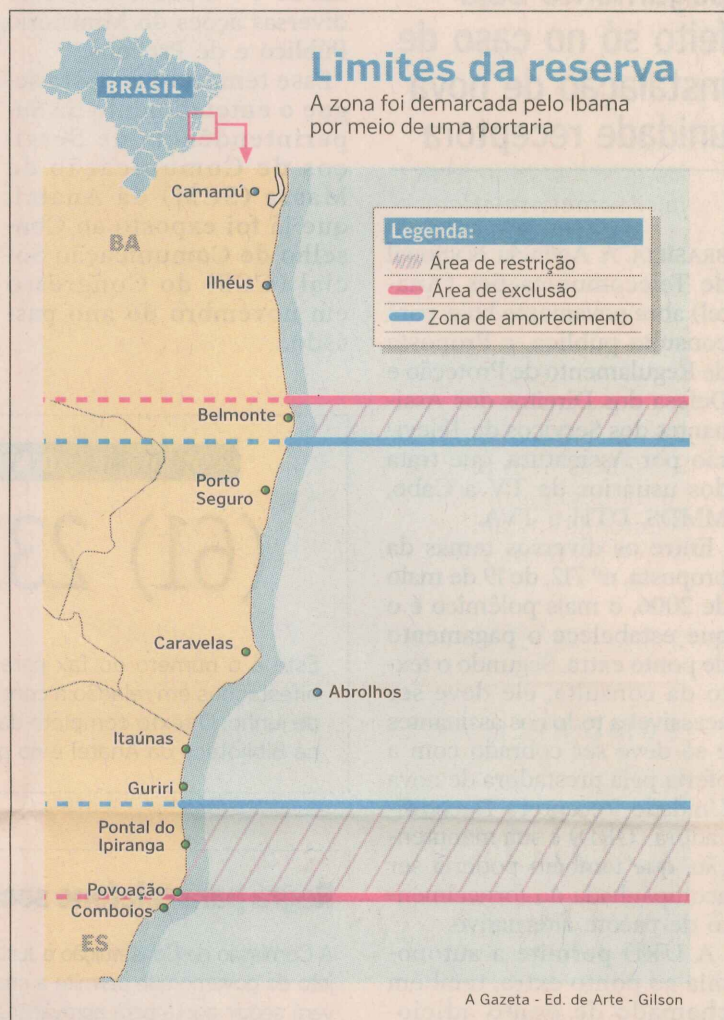 BRASIL
Limites da reserva
A zona foi demarcada pelo Ibama
por meio de uma portaria
Camamú
BA
Legenda:
Área de restrição
Área de exclusão
Zona de amortecimento
Ilhéus
Belmonte
Porto
Seguro
Caravelas
Abrolhos
Itaúnas
Guriri
Pontal do
Ipiranga
Povoação
Comboios
ES
A Gazeta - Ed. de Arte - Gilson